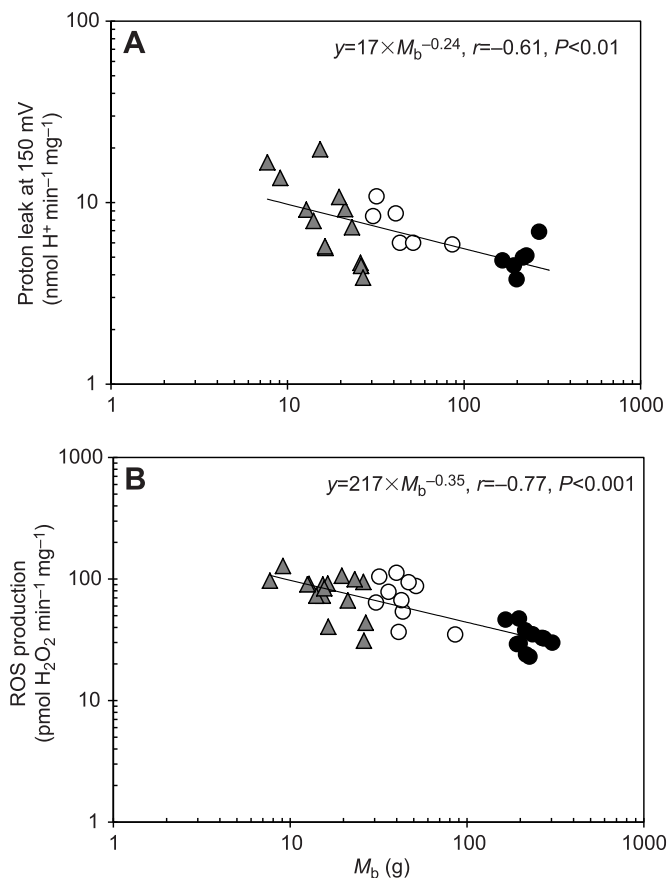 100
A
y=17×Mb–0.24, r=–0.61, P<0.01
Proton leak at 150 mV
(nmol H+ min–1 mg–1)
10
1
1 10 100 1000
1000
B
y=217×Mb–0.35, r=–0.77, P<0.001
ROS production
(pmol H2O2 min–1 mg–1)
100
10
1
1 10 100 1000
Mb (g)